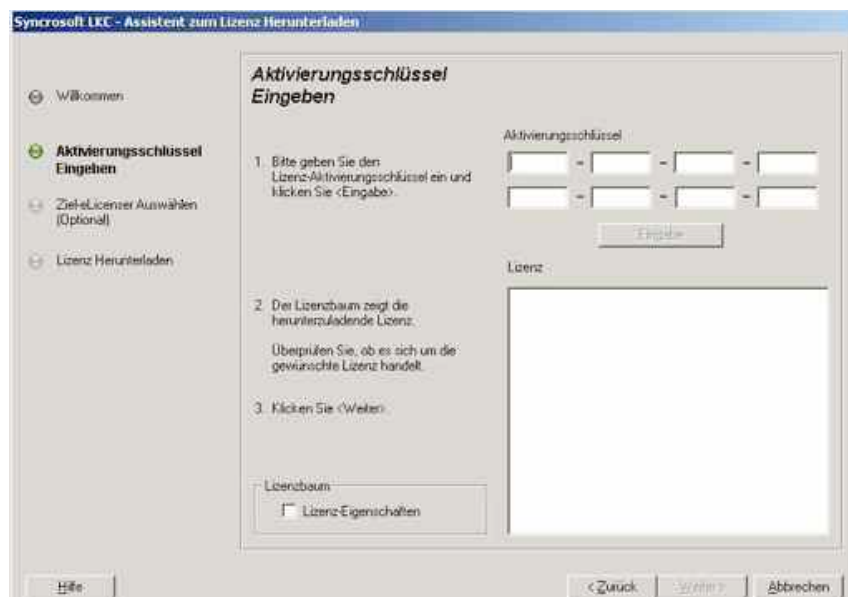 Syncrosoft LKC - Assistent zum Lizenz Herunterladen
Willkommen
Aktivierungsschlüssel
Eingeben
Ziel-eLicenser Auswählen
(Optional)
Lizenz Herunterladen
Aktivierungsschlüssel
Eingeben
1. Bitte geben Sie den
Lizenz-Aktivierungsschlüssel ein und
klicken Sie <Eingabe>.
Aktivierungsschlüssel
- - -
- - -
Eingabe
Lizenz
2. Der Lizenzbaum zeigt die
herunterzuladende Lizenz.
Überprüfen Sie, ob es sich um die
gewünschte Lizenz handelt.
3. Klicken Sie <Weiter>.
Lizenzbaum
Lizenz-Eigenschaften
Hilfe
< Zurück
Weiter >
Abbrechen